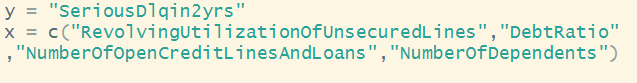 y = "SeriousDlqin2yrs"
x = c("RevolvingUtilizationOfUnsecuredLines","DebtRatio"
,"NumberOfOpenCreditLinesAndLoans","NumberOfDependents")